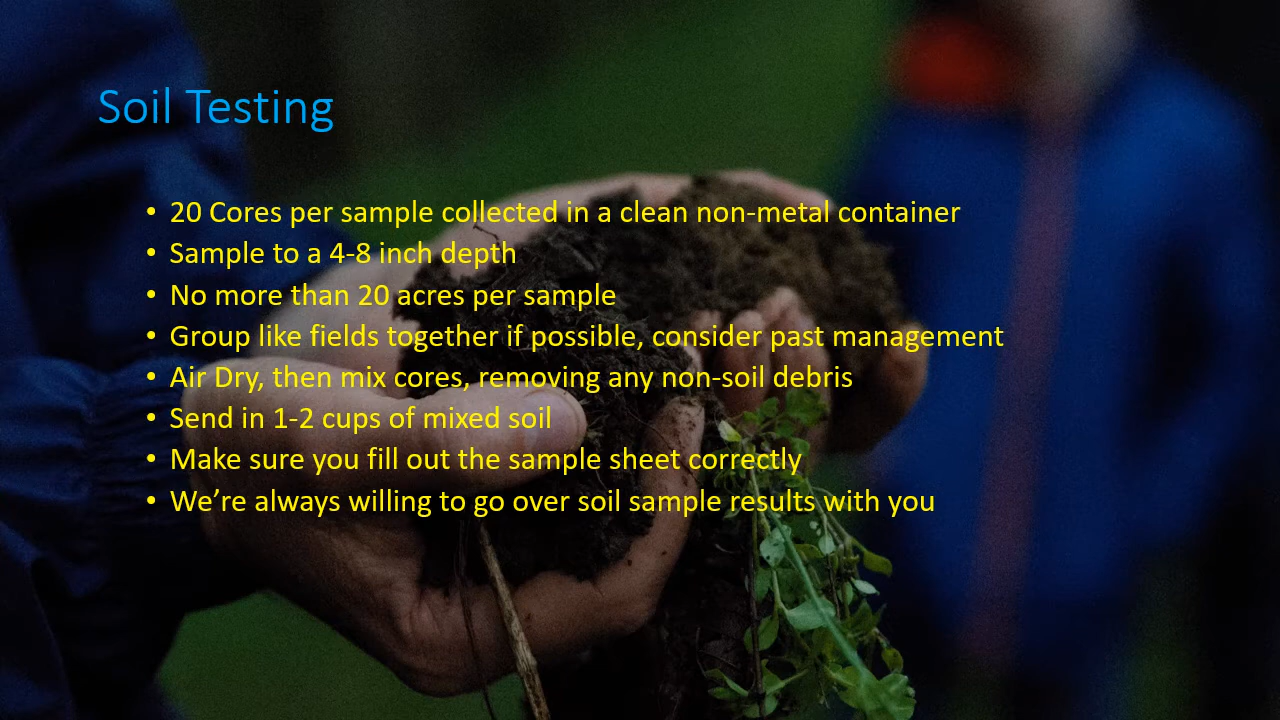 Soil Testing
• 20 Cores per sample collected in a clean non-metal container
• Sample to a 4-8 inch depth
• No more than 20 acres per sample
• Group like fields together if possible, consider past management
• Air Dry, then mix cores, removing any non-soil debris
• Send in 1-2 cups of mixed soil
• Make sure you fill out the sample sheet correctly
• We’re always willing to go over soil sample results with you